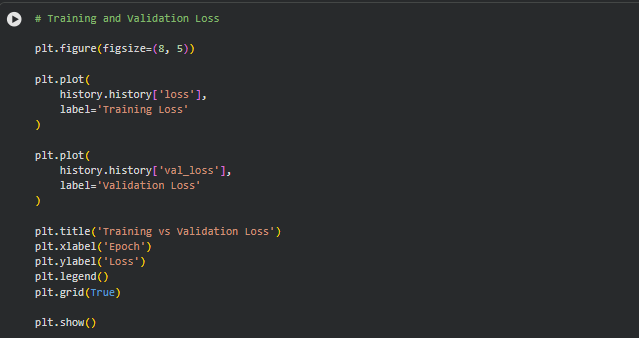 # Training and Validation Loss
plt.figure(figsize=(8, 5))
plt.plot(
    history.history['loss'],
    label='Training Loss'
)
plt.plot(
    history.history['val_loss'],
    label='Validation Loss'
)
plt.title('Training vs Validation Loss')
plt.xlabel('Epoch')
plt.ylabel('Loss')
plt.legend()
plt.grid(True)
plt.show()